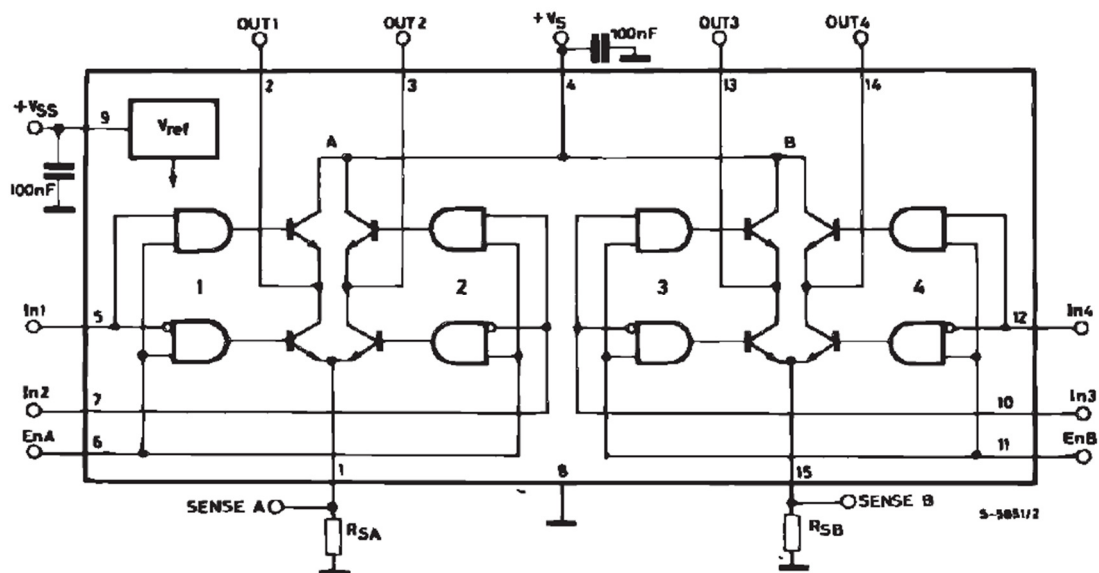 OUT1 OUT2 +VS 100nF OUT3 OUT4
2 3 4 13 14
+VSS 9 Vref
100nF
A B
1 2 3 4
In1 5 12 In4
In2 7 10 In3
EnA 6 11 EnB
1 8 15
SENSE A SENSE B
RSA RSB
S-5851/2